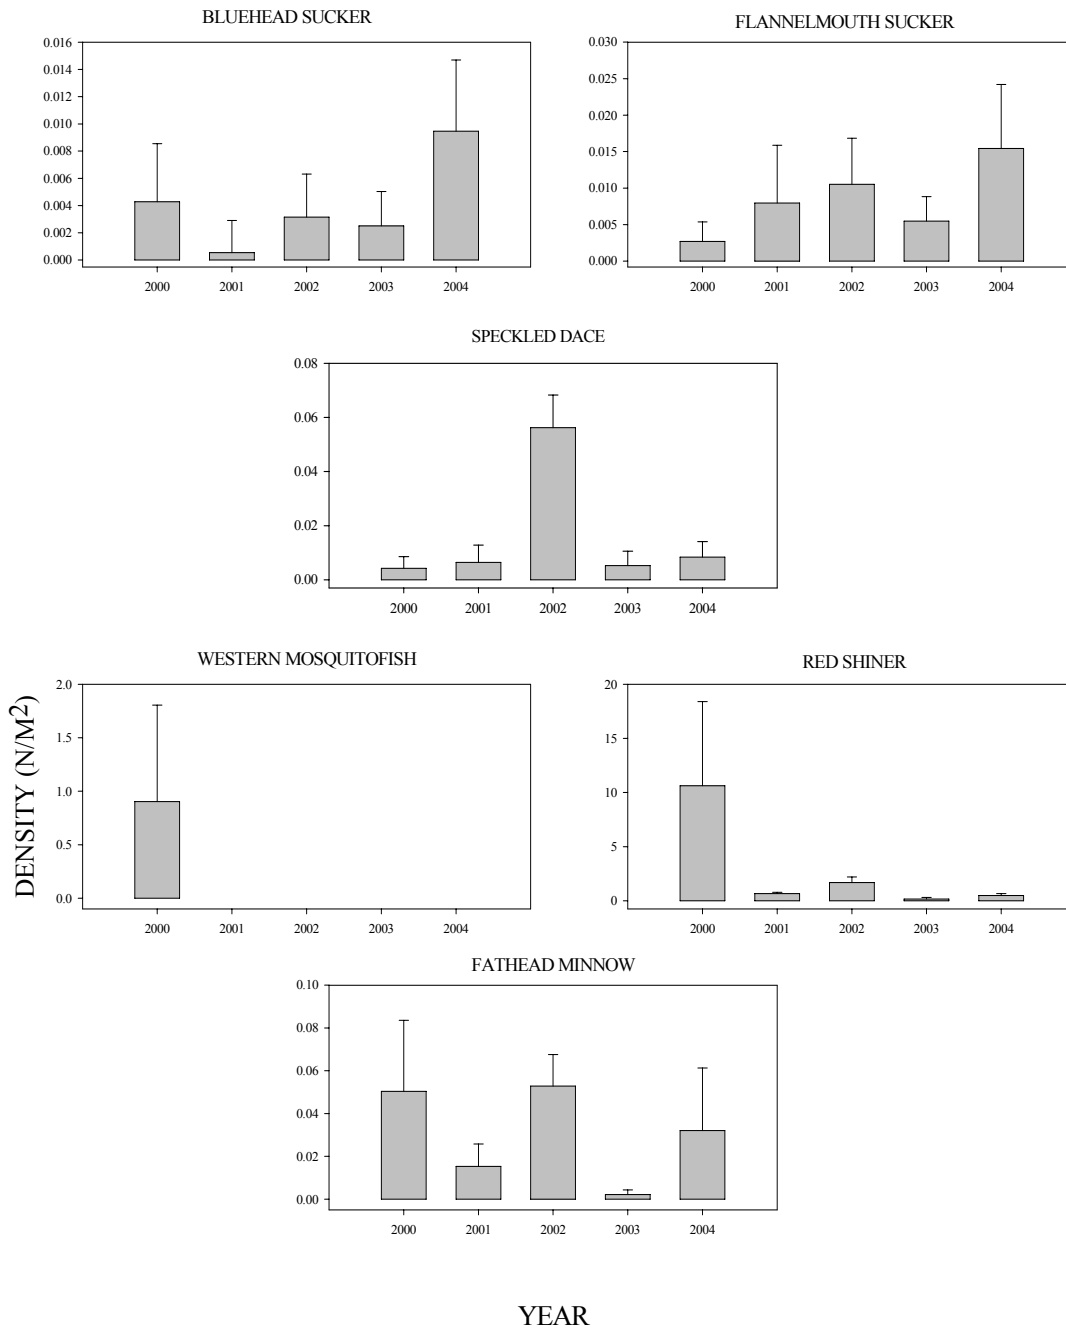 BLUEHEAD SUCKER
0.016
0.014
0.012
0.010
0.008
0.006
0.004
0.002
0.000
2000 2001 2002 2003 2004
FLANNELMOUTH SUCKER
0.030
0.025
0.020
0.015
0.010
0.005
0.000
2000 2001 2002 2003 2004
SPECKLED DACE
0.08
0.06
0.04
0.02
0.00
2000 2001 2002 2003 2004
DENSITY (N/M²)
WESTERN MOSQUITOFISH
2.0
1.5
1.0
0.5
0.0
2000 2001 2002 2003 2004
RED SHINER
20
15
10
5
0
2000 2001 2002 2003 2004
FATHEAD MINNOW
0.10
0.08
0.06
0.04
0.02
0.00
2000 2001 2002 2003 2004
YEAR